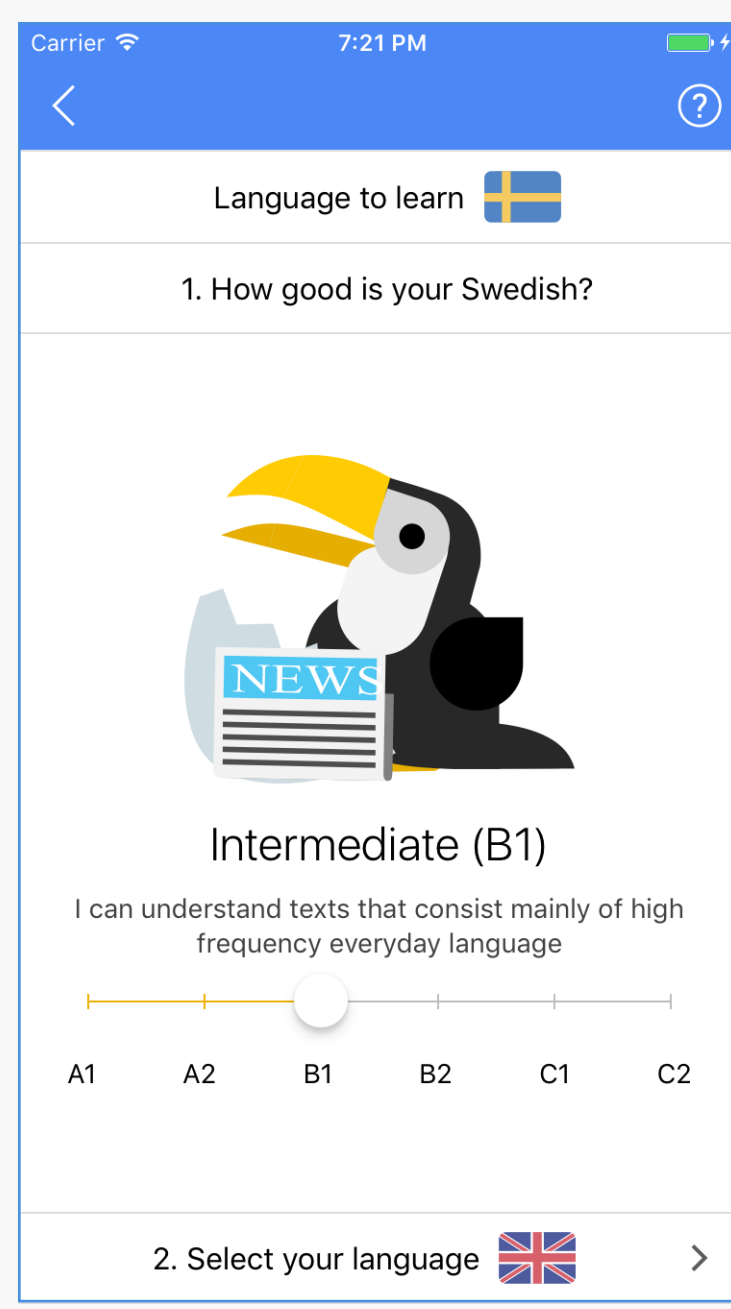 Carrier 7:21 PM
?
Language to learn
1. How good is your Swedish?
NEWS
Intermediate (B1)
I can understand texts that consist mainly of high
frequency everyday language
A1 A2 B1 B2 C1 C2
2. Select your language